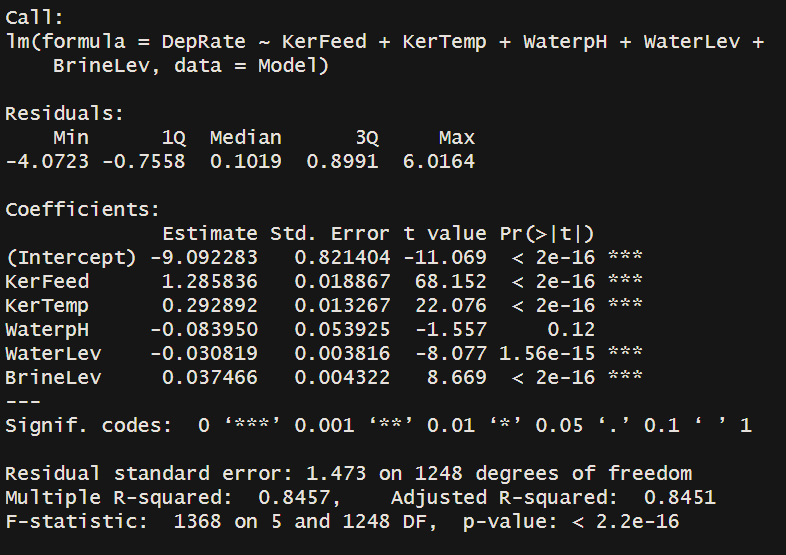 Call:
lm(formula = DepRate ~ KerFeed + KerTemp + WaterpH + WaterLev +
    BrineLev, data = Model)

Residuals:
    Min      1Q  Median      3Q     Max
-4.0723 -0.7558  0.1019  0.8991  6.0164

Coefficients:
             Estimate Std. Error t value Pr(>|t|)
(Intercept) -9.092283   0.821404 -11.069  < 2e-16 ***
KerFeed      1.285836   0.018867  68.152  < 2e-16 ***
KerTemp      0.292892   0.013267  22.076  < 2e-16 ***
WaterpH     -0.083950   0.053925  -1.557     0.12
WaterLev    -0.030819   0.003816  -8.077 1.56e-15 ***
BrineLev     0.037466   0.004322   8.669  < 2e-16 ***
---
Signif. codes:  0 ‘***’ 0.001 ‘**’ 0.01 ‘*’ 0.05 ‘.’ 0.1 ‘ ’ 1

Residual standard error: 1.473 on 1248 degrees of freedom
Multiple R-squared:  0.8457,    Adjusted R-squared:  0.8451
F-statistic:  1368 on 5 and 1248 DF,  p-value: < 2.2e-16